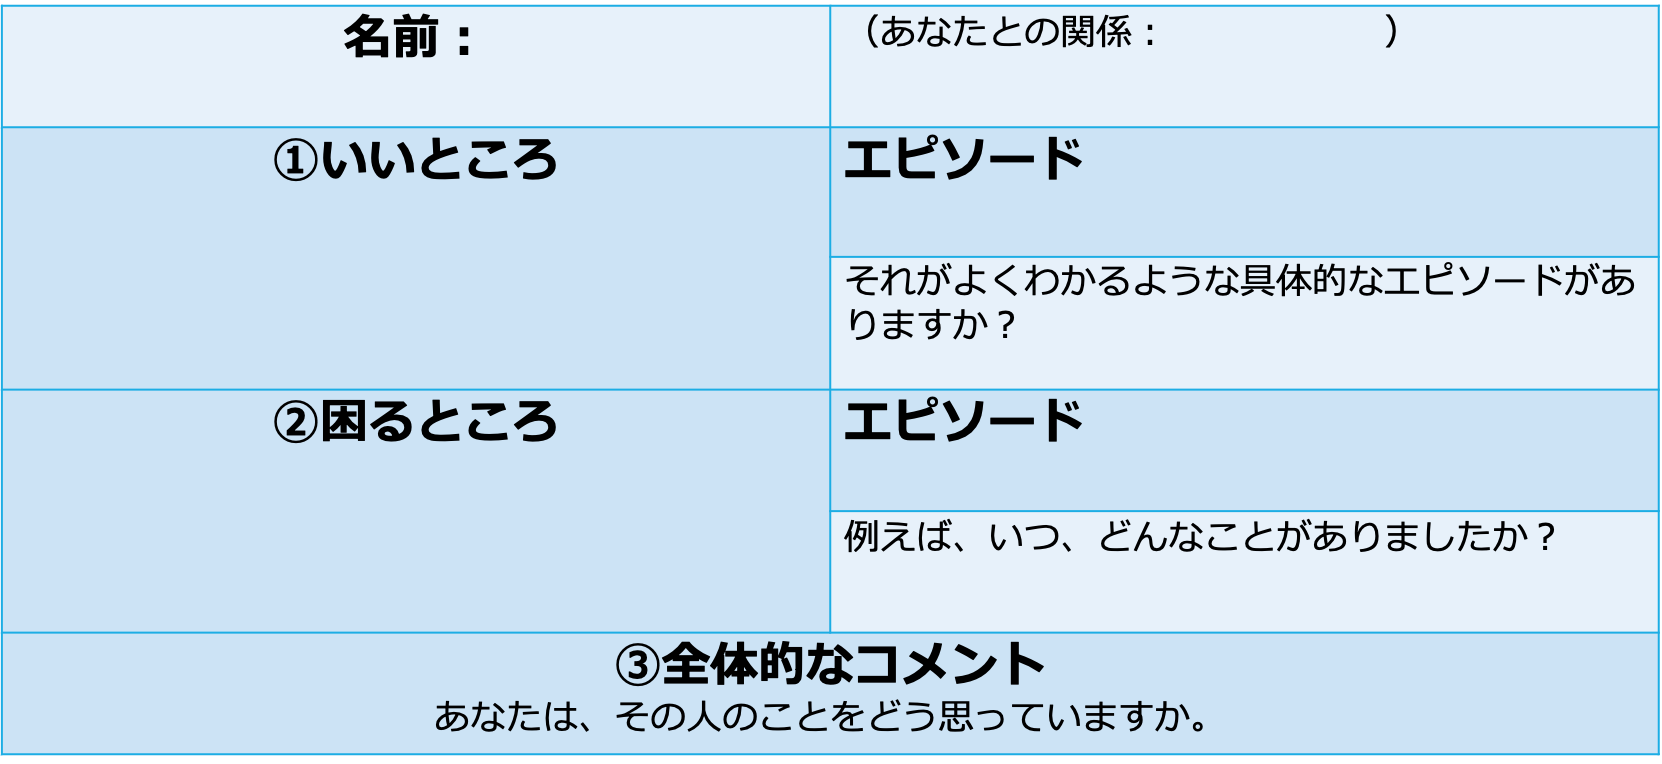 名前：
（あなたとの関係：　　　　　　）
①いいところ
エピソード
それがよくわかるような具体的なエピソードがあ
りますか？
②困るところ
エピソード
例えば、いつ、どんなことがありましたか？
③全体的なコメント
あなたは、その人のことをどう思っていますか。